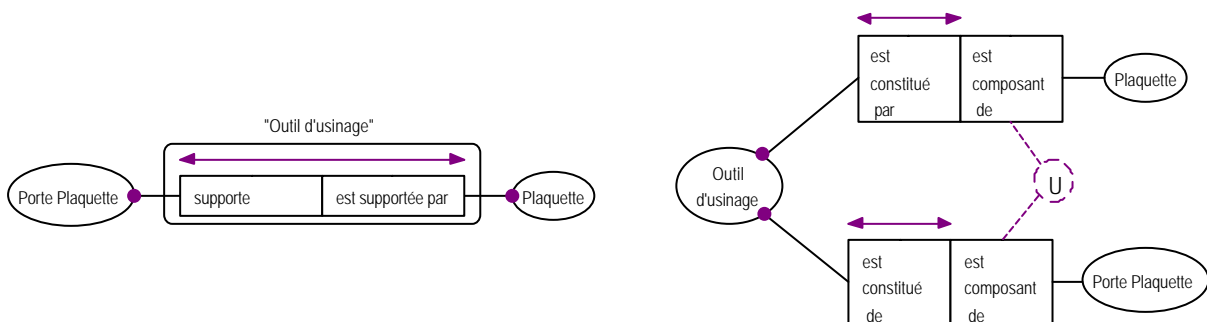 "Outil d'usinage"
Porte Plaquette
supporte
est supportée par
Plaquette
est
constitué
par
est
composant
de
Plaquette
Outil
d'usinage
U
est
constitué
de
est
composant
de
Porte Plaquette